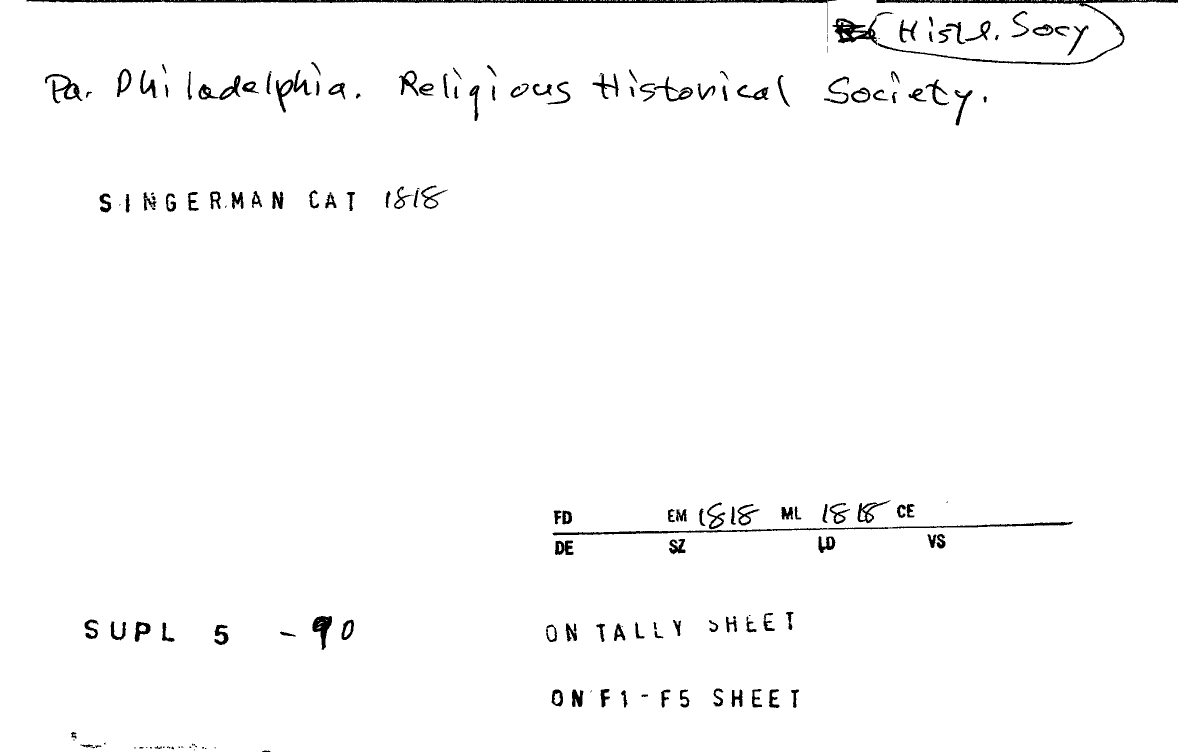 Histl. Socy
Pa. Philadelphia. Religious Historical Society.
SINGERMAN CAT 1818
FD EM 1818 ML 1818 CE
DE SZ LD VS
SUPL 5 - 90
ON TALLY SHEET
ON F1-F5 SHEET